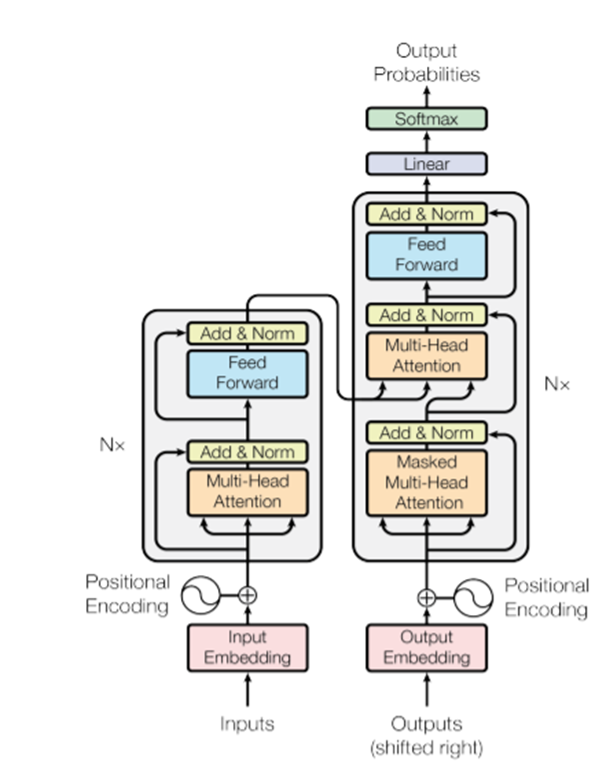 Output
Probabilities
Softmax
Linear
Add & Norm
Feed
Forward
Add & Norm
Multi-Head
Attention
Add & Norm
Masked
Multi-Head
Attention
Nx
Add & Norm
Feed
Forward
Add & Norm
Multi-Head
Attention
Nx
Positional
Encoding
Positional
Encoding
Input
Embedding
Output
Embedding
Inputs
Outputs
(shifted right)